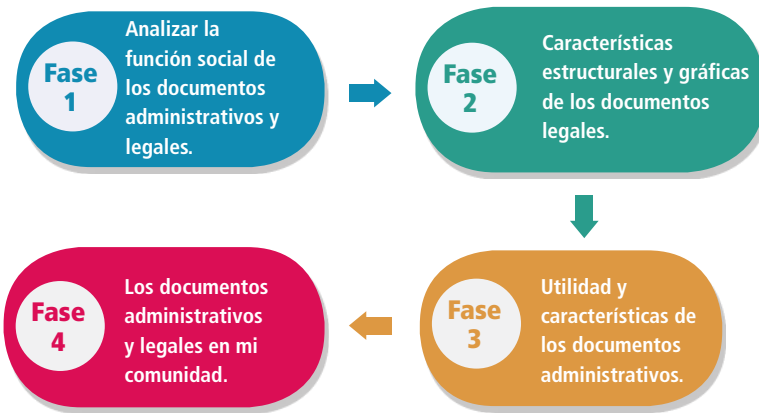 Fase
1
Analizar la
función social de
los documentos
administrativos y
legales.
Fase
2
Características
estructurales y gráficas
de los documentos
legales.
Fase
3
Utilidad y
características de
los documentos
administrativos.
Fase
4
Los documentos
administrativos
y legales en mi
comunidad.